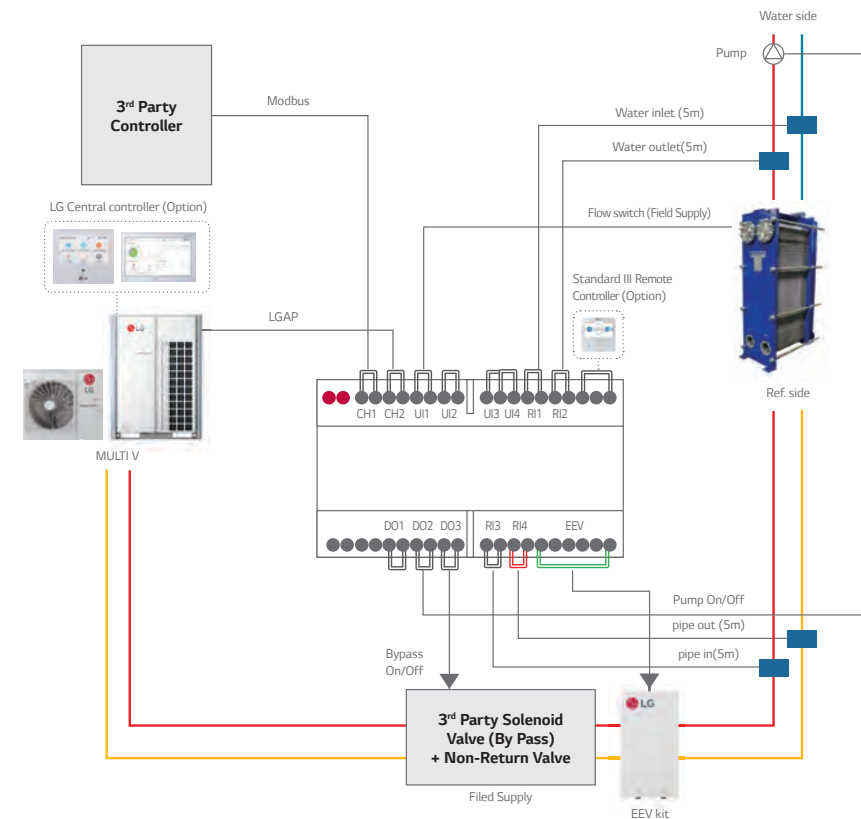 Water side
Pump
3rd Party
Controller
Modbus
Water inlet (5m)
Water outlet(5m)
LG Central controller (Option)
Flow switch (Field Supply)
Standard III Remote
Controller (Option)
LGAP
LG
LG
CH1 CH2 UI1 UI2 UI3 UI4 RI1 RI2
Ref. side
MULTI V
DO1 DO2 DO3 RI3 RI4 EEV
Pump On/Off
pipe out (5m)
pipe in(5m)
Bypass
On/Off
LG
3rd Party Solenoid
Valve (By Pass)
+ Non-Return Valve
Filed Supply
EEV kit